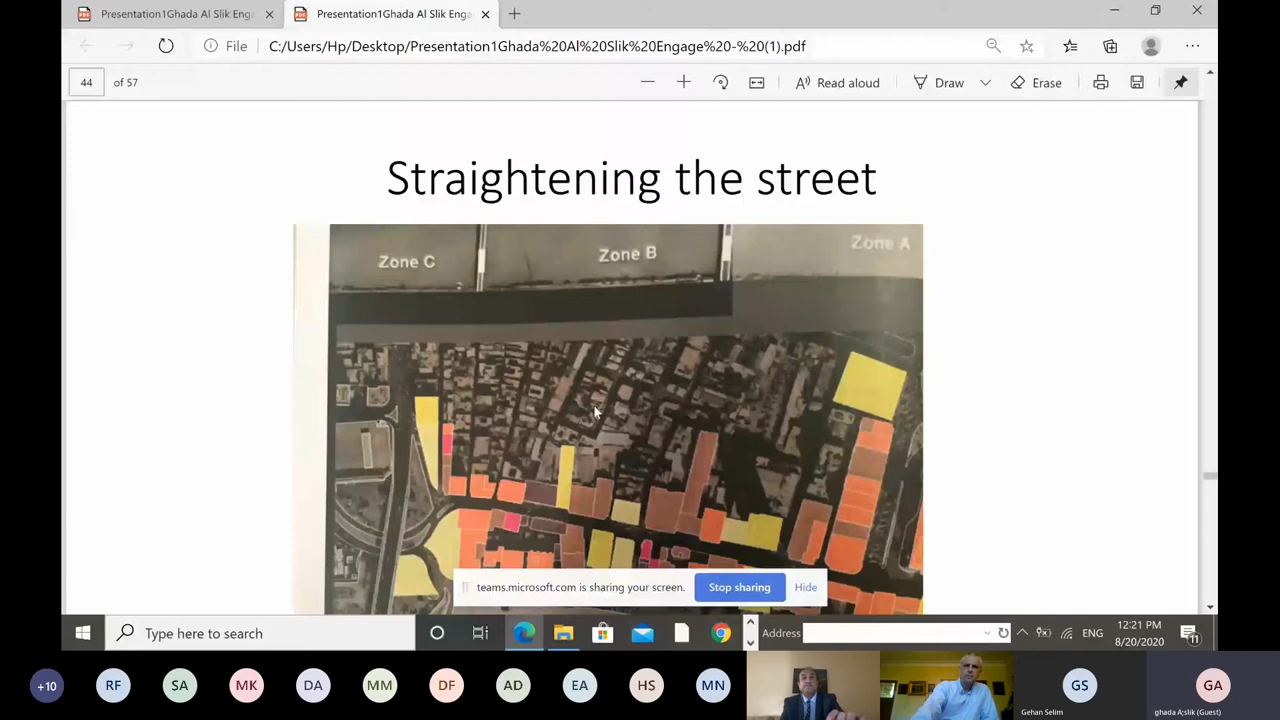 Presentation1Ghada Al Slik Enga
Presentation1Ghada Al Slik Enga
File
C:/Users/Hp/Desktop/Presentation1Ghada%20Al%20Slik%20Engage%20-%20(1).pdf
44 of 57
Read aloud
Draw
Erase
Straightening the street
Zone C
Zone B
Zone A
teams.microsoft.com is sharing your screen.
Stop sharing
Hide
Type here to search
Address
ENG
12:21 PM
8/20/2020
11
+10
RF
SA
MK
DA
MM
DF
AD
EA
HS
MN
GS
Gehan Selim
GA
ghada A;slik (Guest)